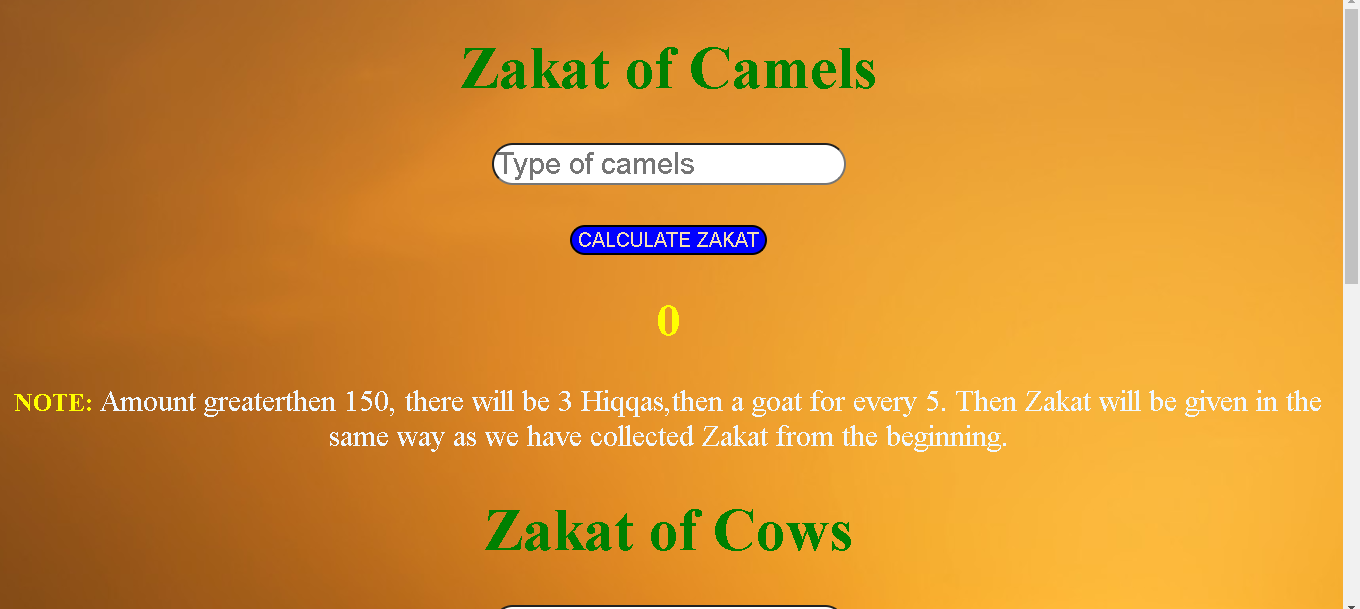 Zakat of Camels
Type of camels
CALCULATE ZAKAT
0
NOTE: Amount greaterthen 150, there will be 3 Hiqqas,then a goat for every 5. Then Zakat will be given in the
same way as we have collected Zakat from the beginning.
Zakat of Cows